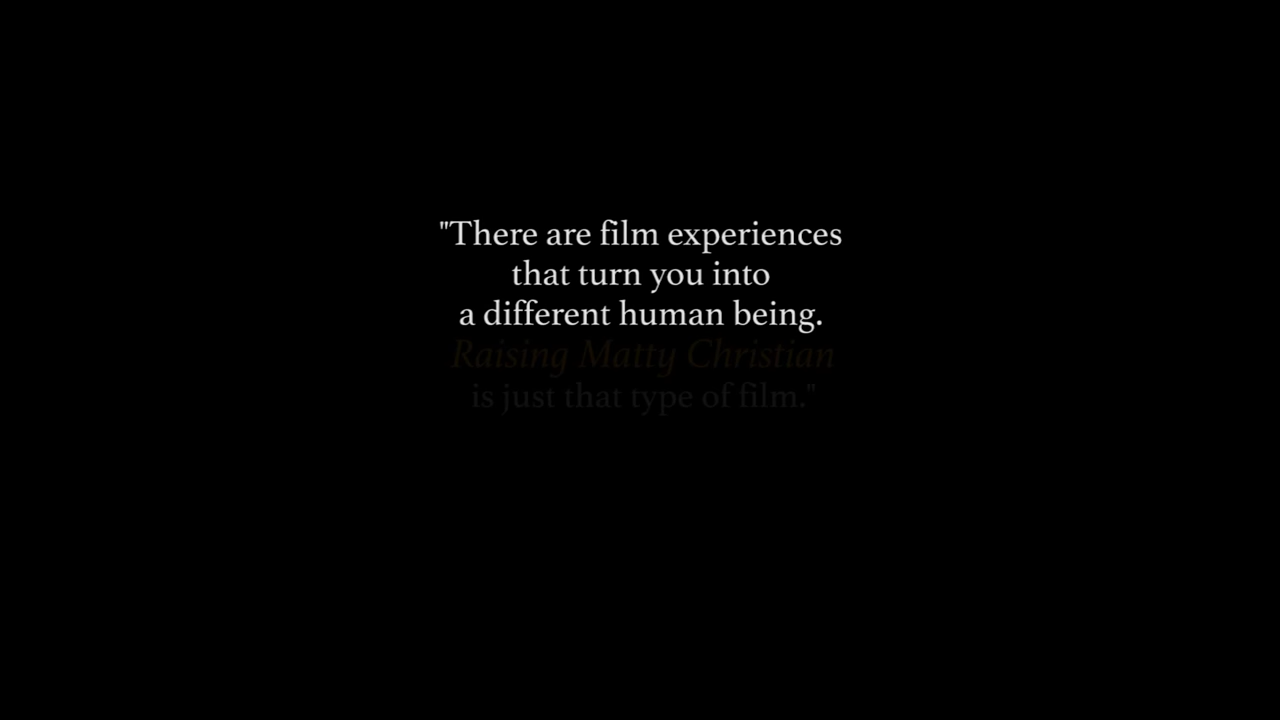 "There are film experiences
that turn you into
a different human being.
Raising Matty Christian
is just that type of film."